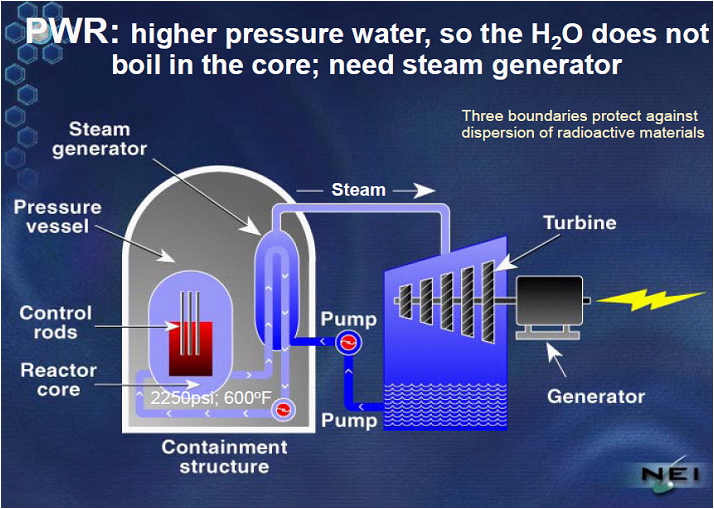 PWR: higher pressure water, so the H₂O does not
boil in the core; need steam generator
Three boundaries protect against
dispersion of radioactive materials
Steam
generator
Steam
Pressure
vessel
Turbine
Control
rods
Pump
Reactor
core
2250psi; 600°F
Generator
Pump
Containment
structure
NEI